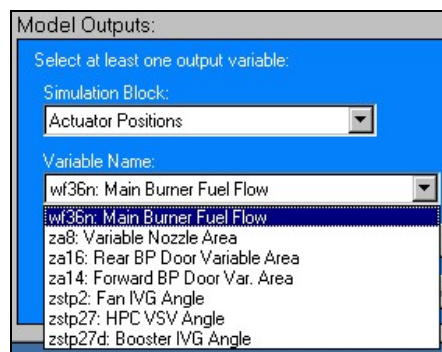 Model Outputs:
Select at least one output variable:
Simulation Block:
Actuator Positions
Variable Name:
wf36n: Main Burner Fuel Flow
wf36n: Main Burner Fuel Flow
za8: Variable Nozzle Area
za16: Rear BP Door Variable Area
za14: Forward BP Door Var. Area
zstp2: Fan IVG Angle
zstp27: HPC VSV Angle
zstp27d: Booster IVG Angle